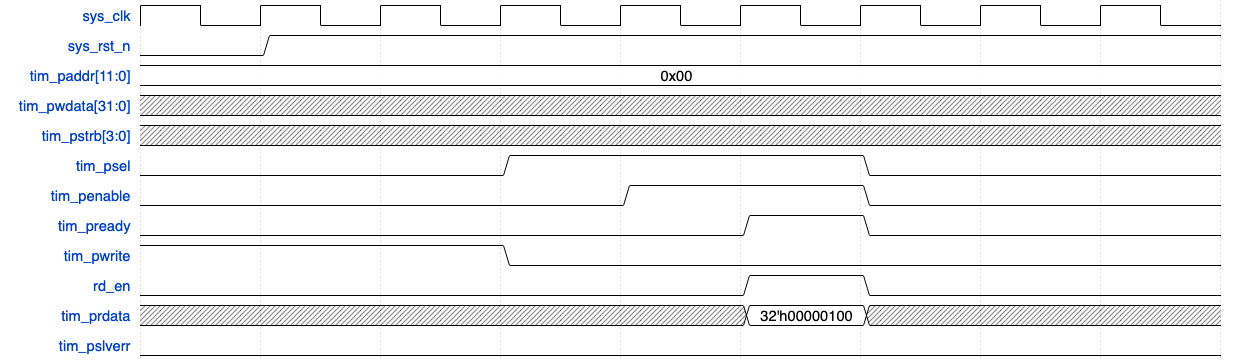 sys_clk
sys_rst_n
tim_paddr[11:0] 0x00
tim_pwdata[31:0]
tim_pstrb[3:0]
tim_psel
tim_penable
tim_pready
tim_pwrite
rd_en
tim_prdata 32'h00000100
tim_pslverr